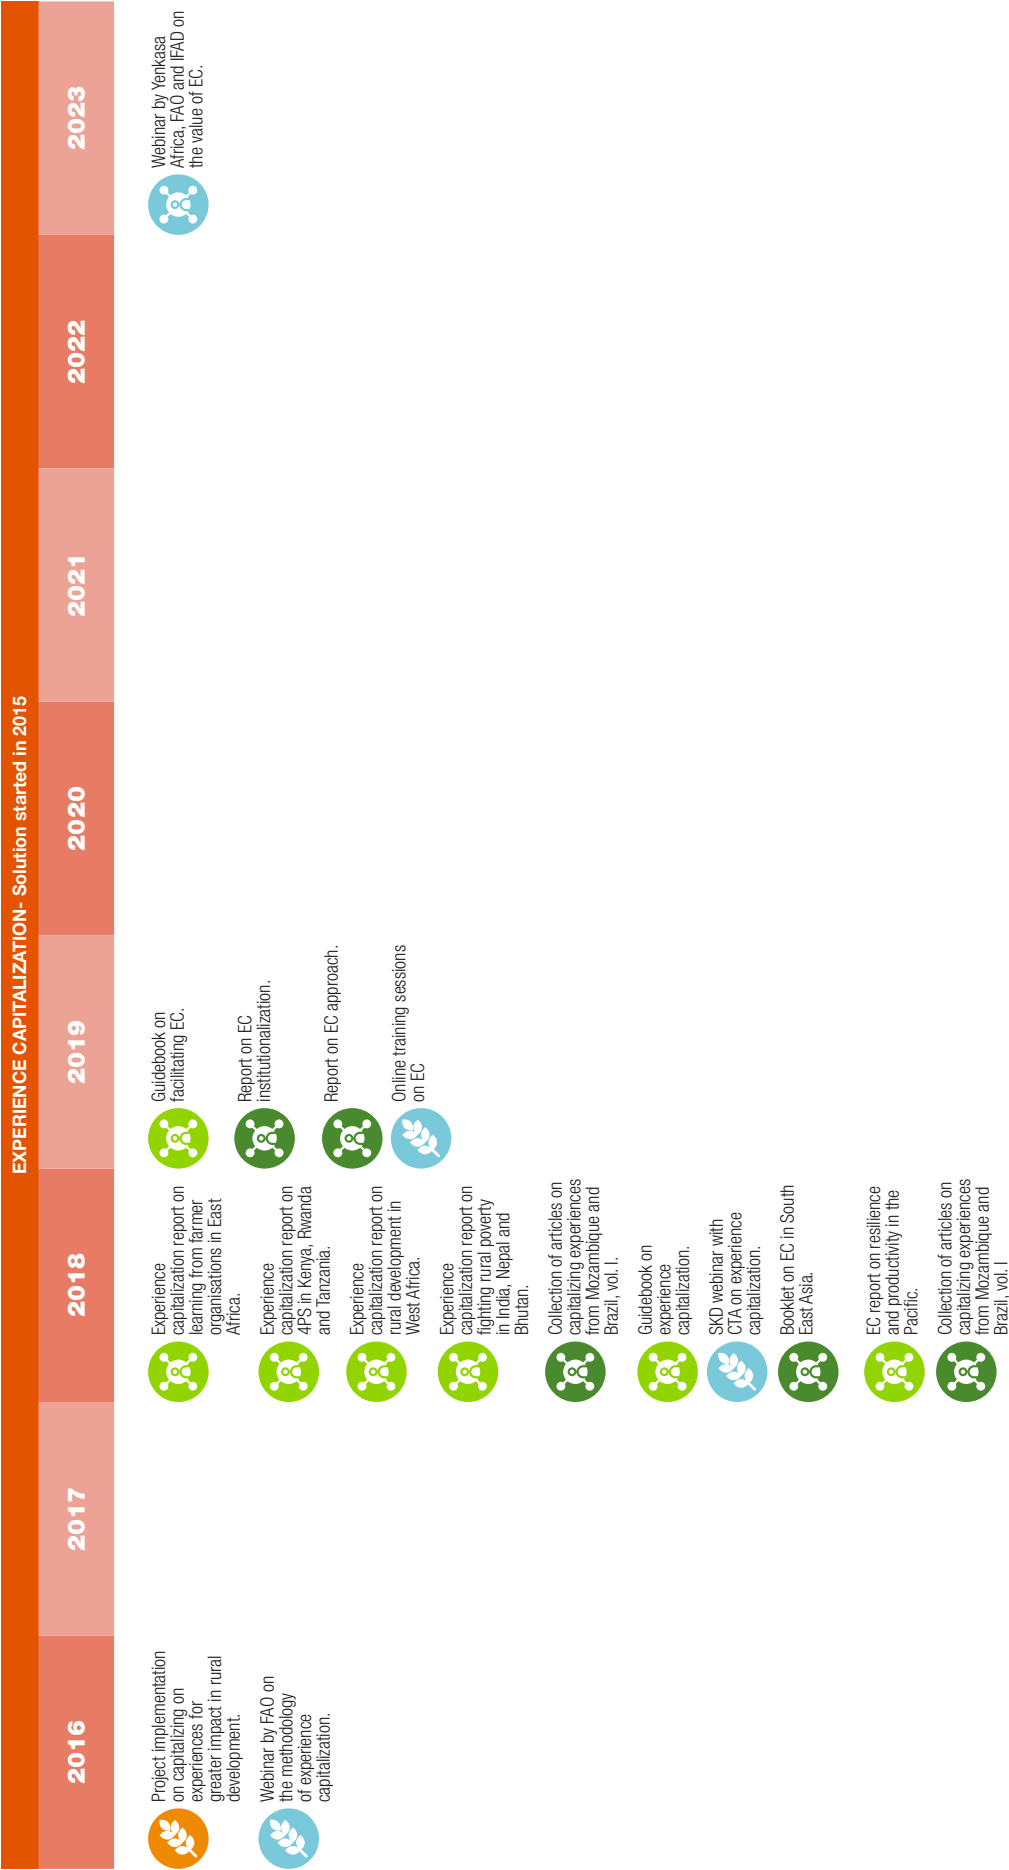 EXPERIENCE CAPITALIZATION- Solution started in 2015
2016
2017
2018
2019
2020
2021
2022
2023
Project implementation
on capitalizing on
experiences for
greater impact in rural
development.
Webinar by FAO on
the methodology
of experience
capitalization.
Experience
capitalization report on
learning from farmer
organisations in East
Africa.
Experience
capitalization report on
4PS in Kenya, Rwanda
and Tanzania.
Experience
capitalization report on
rural development in
West Africa.
Experience
capitalization report on
fighting rural poverty
in India, Nepal and
Bhutan.
Collection of articles on
capitalizing experiences
from Mozambique and
Brazil, vol. I.
Guidebook on
experience
capitalization.
SKD webinar with
CTA on experience
capitalization.
Booklet on EC in South
East Asia.
EC report on resilience
and productivity in the
Pacific.
Collection of articles on
capitalizing experiences
from Mozambique and
Brazil, vol. I
Guidebook on
facilitating EC.
Report on EC
institutionalization.
Report on EC approach.
Online training sessions
on EC
Webinar by Yenkasa
Africa, FAO and IFAD on
the value of EC.